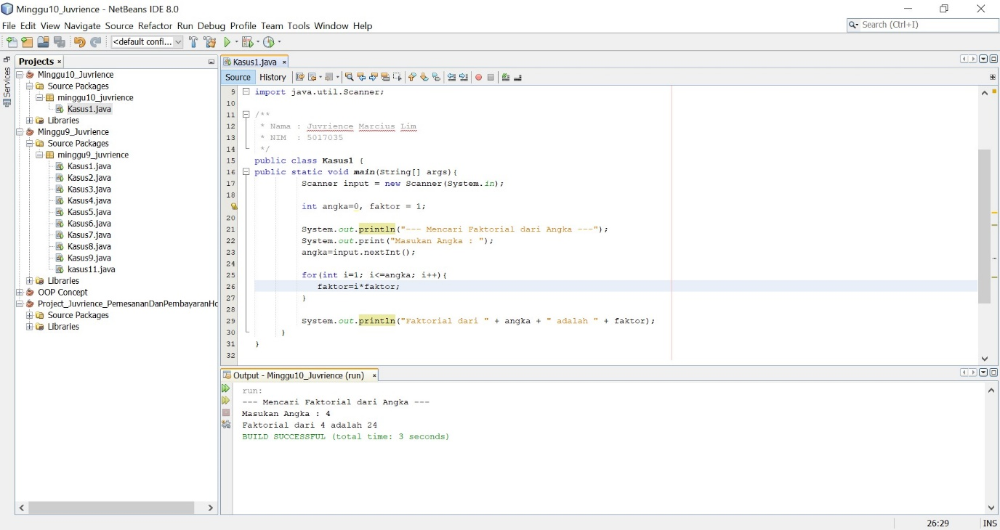 Minggu10_Juvrience - NetBeans IDE 8.0
File Edit View Navigate Source Refactor Run Debug Profile Team Tools Window Help
Search (Ctrl+I)
<default confi...
Services
Projects
Minggu10_Juvrience
Source Packages
minggu10_juvrience
Kasus1.java
Libraries
Minggu9_Juvrience
Source Packages
minggu9_juvrience
Kasus1.java
Kasus2.java
Kasus3.java
Kasus4.java
Kasus5.java
Kasus6.java
Kasus7.java
Kasus8.java
Kasus9.java
kasus11.java
Libraries
OOP Concept
Project_Juvrience_PemesananDanPembayaranHo
Source Packages
Libraries
Kasus1.java
Source History
9 import java.util.Scanner;
10
11 /**
12 * Nama : Juvrience Marcius Lim
13 * NIM : 5017035
14 */
15 public class Kasus1 {
16 public static void main(String[] args){
17 Scanner input = new Scanner(System.in);
18
int angka=0, faktor = 1;
20
21 System.out.println("--- Mencari Faktorial dari Angka ---");
22 System.out.print("Masukan Angka : ");
23 angka=input.nextInt();
24
25 for(int i=1; i<=angka; i++){
26 faktor=i*faktor;
27 }
28
29 System.out.println("Faktorial dari " + angka + " adalah " + faktor);
30 }
31 }
32
Output - Minggu10_Juvrience (run)
run:
--- Mencari Faktorial dari Angka ---
Masukan Angka : 4
Faktorial dari 4 adalah 24
BUILD SUCCESSFUL (total time: 3 seconds)
26:29 INS